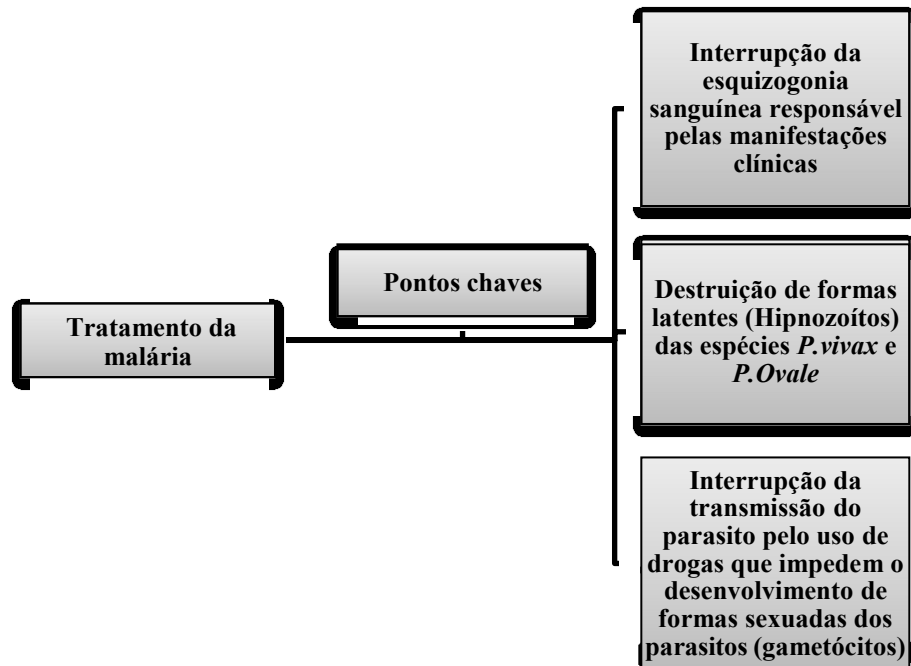 Tratamento da
malária
Pontos chaves
Interrupção da
esquizogonia
sanguínea responsável
pelas manifestações
clínicas
Destruição de formas
latentes (Hipnozoítos)
das espécies P.vivax e
P.Ovale
Interrupção da
transmissão do
parasito pelo uso de
drogas que impedem o
desenvolvimento de
formas sexuadas dos
parasitos (gametócitos)